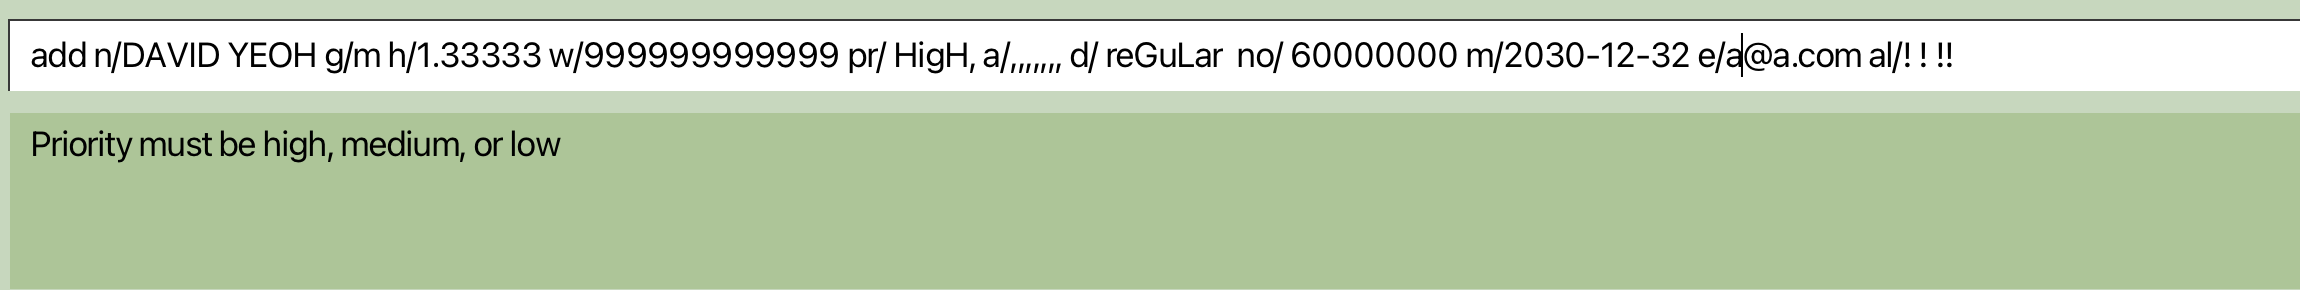 add n/DAVID YEOH g/m h/1.33333 w/999999999999 pr/ HigH, a/,,,,,,, d/ reGuLar  no/ 60000000 m/2030-12-32 e/a@a.com al/! ! !!
Priority must be high, medium, or low